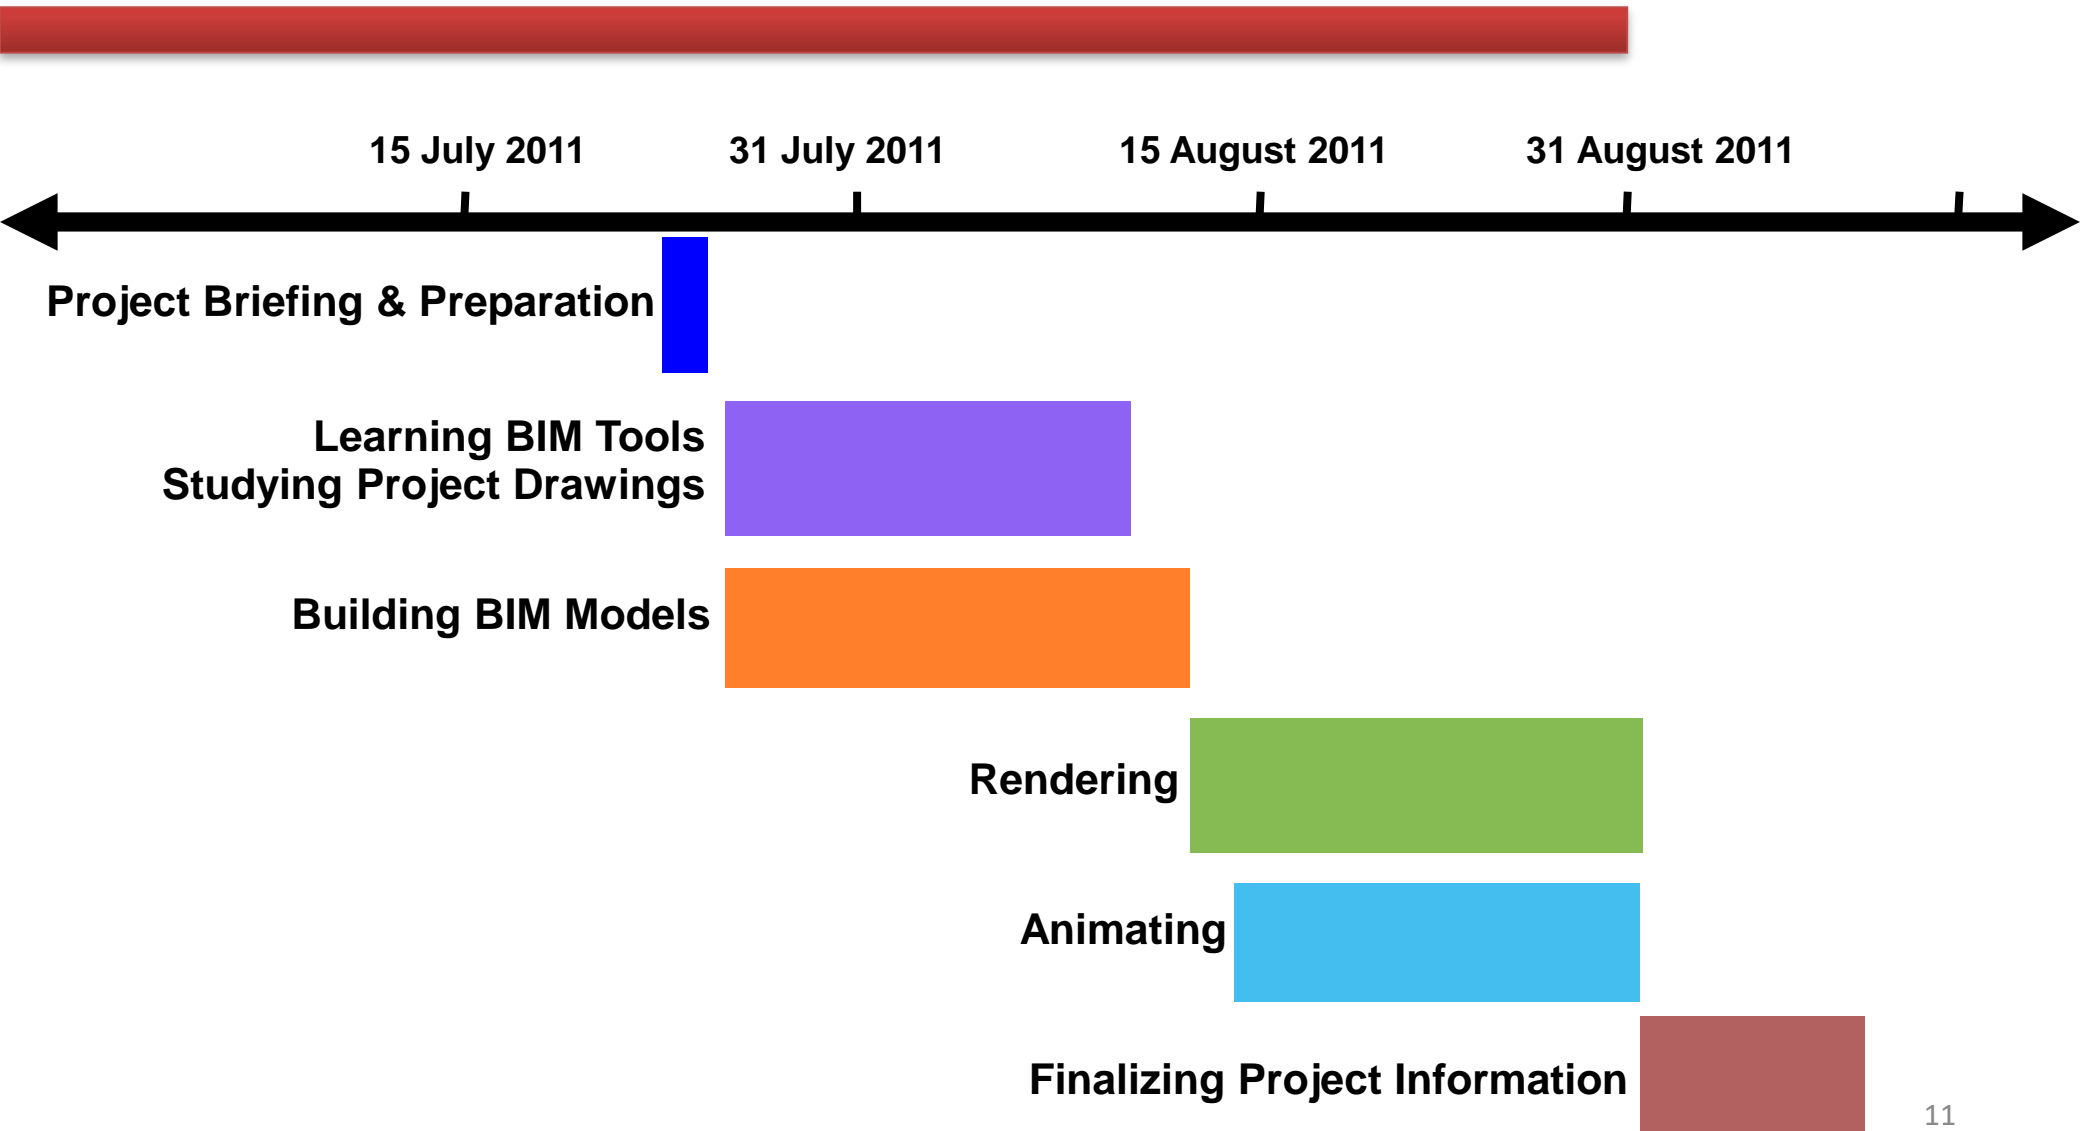 15 July 2011
31 July 2011
15 August 2011
31 August 2011
Project Briefing & Preparation
Learning BIM Tools
Studying Project Drawings
Building BIM Models
Rendering
Animating
Finalizing Project Information
11